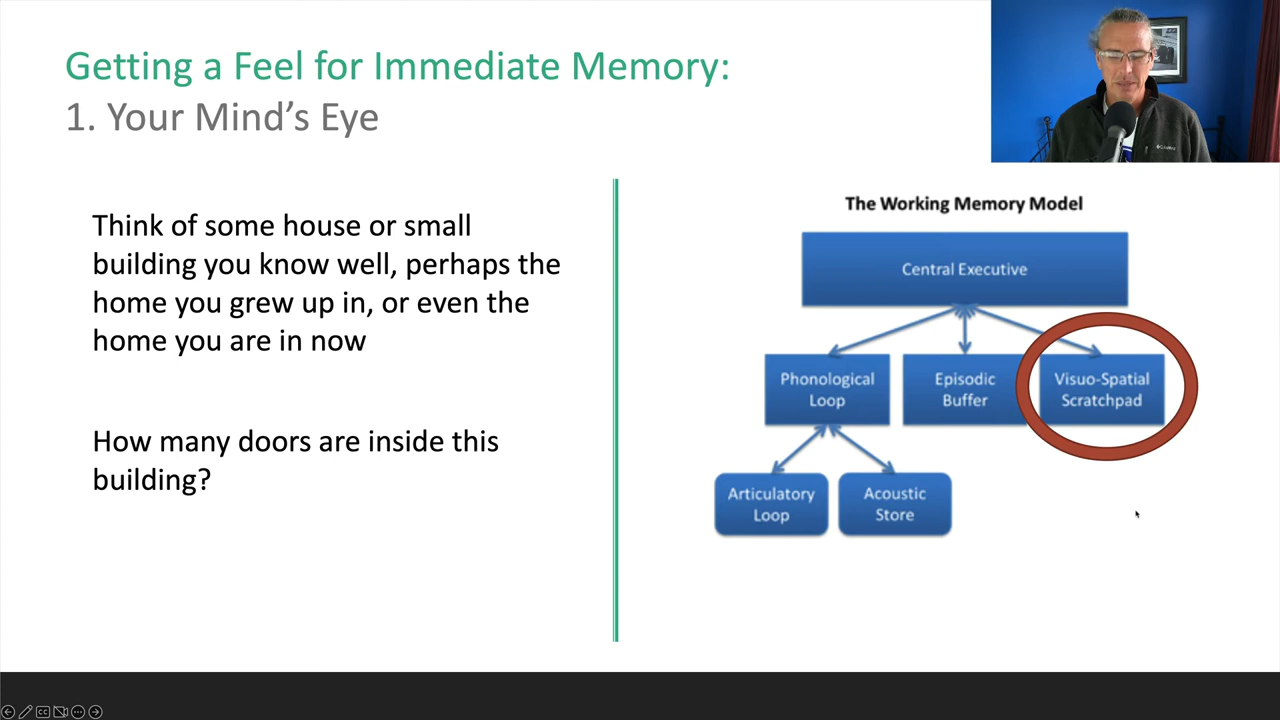 Getting a Feel for Immediate Memory:
1. Your Mind's Eye
Think of some house or small
building you know well, perhaps the
home you grew up in, or even the
home you are in now
How many doors are inside this
building?
The Working Memory Model
Central Executive
Phonological
Loop
Episodic
Buffer
Visuo-Spatial
Scratchpad
Articulatory
Loop
Acoustic
Store
Columbia